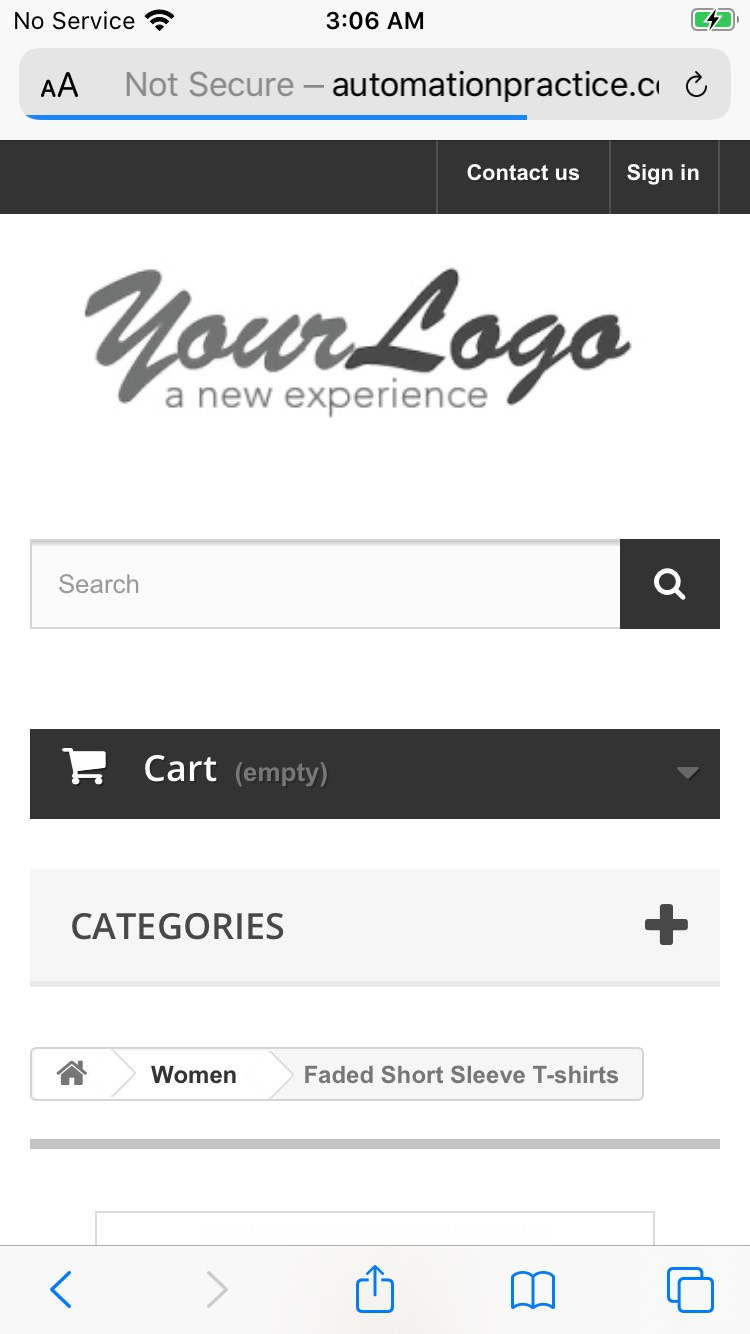 No Service 3:06 AM
AA Not Secure — automationpractice.co
Contact us Sign in
YourLogo
a new experience
Search
Cart (empty)
CATEGORIES
Women Faded Short Sleeve T-shirts